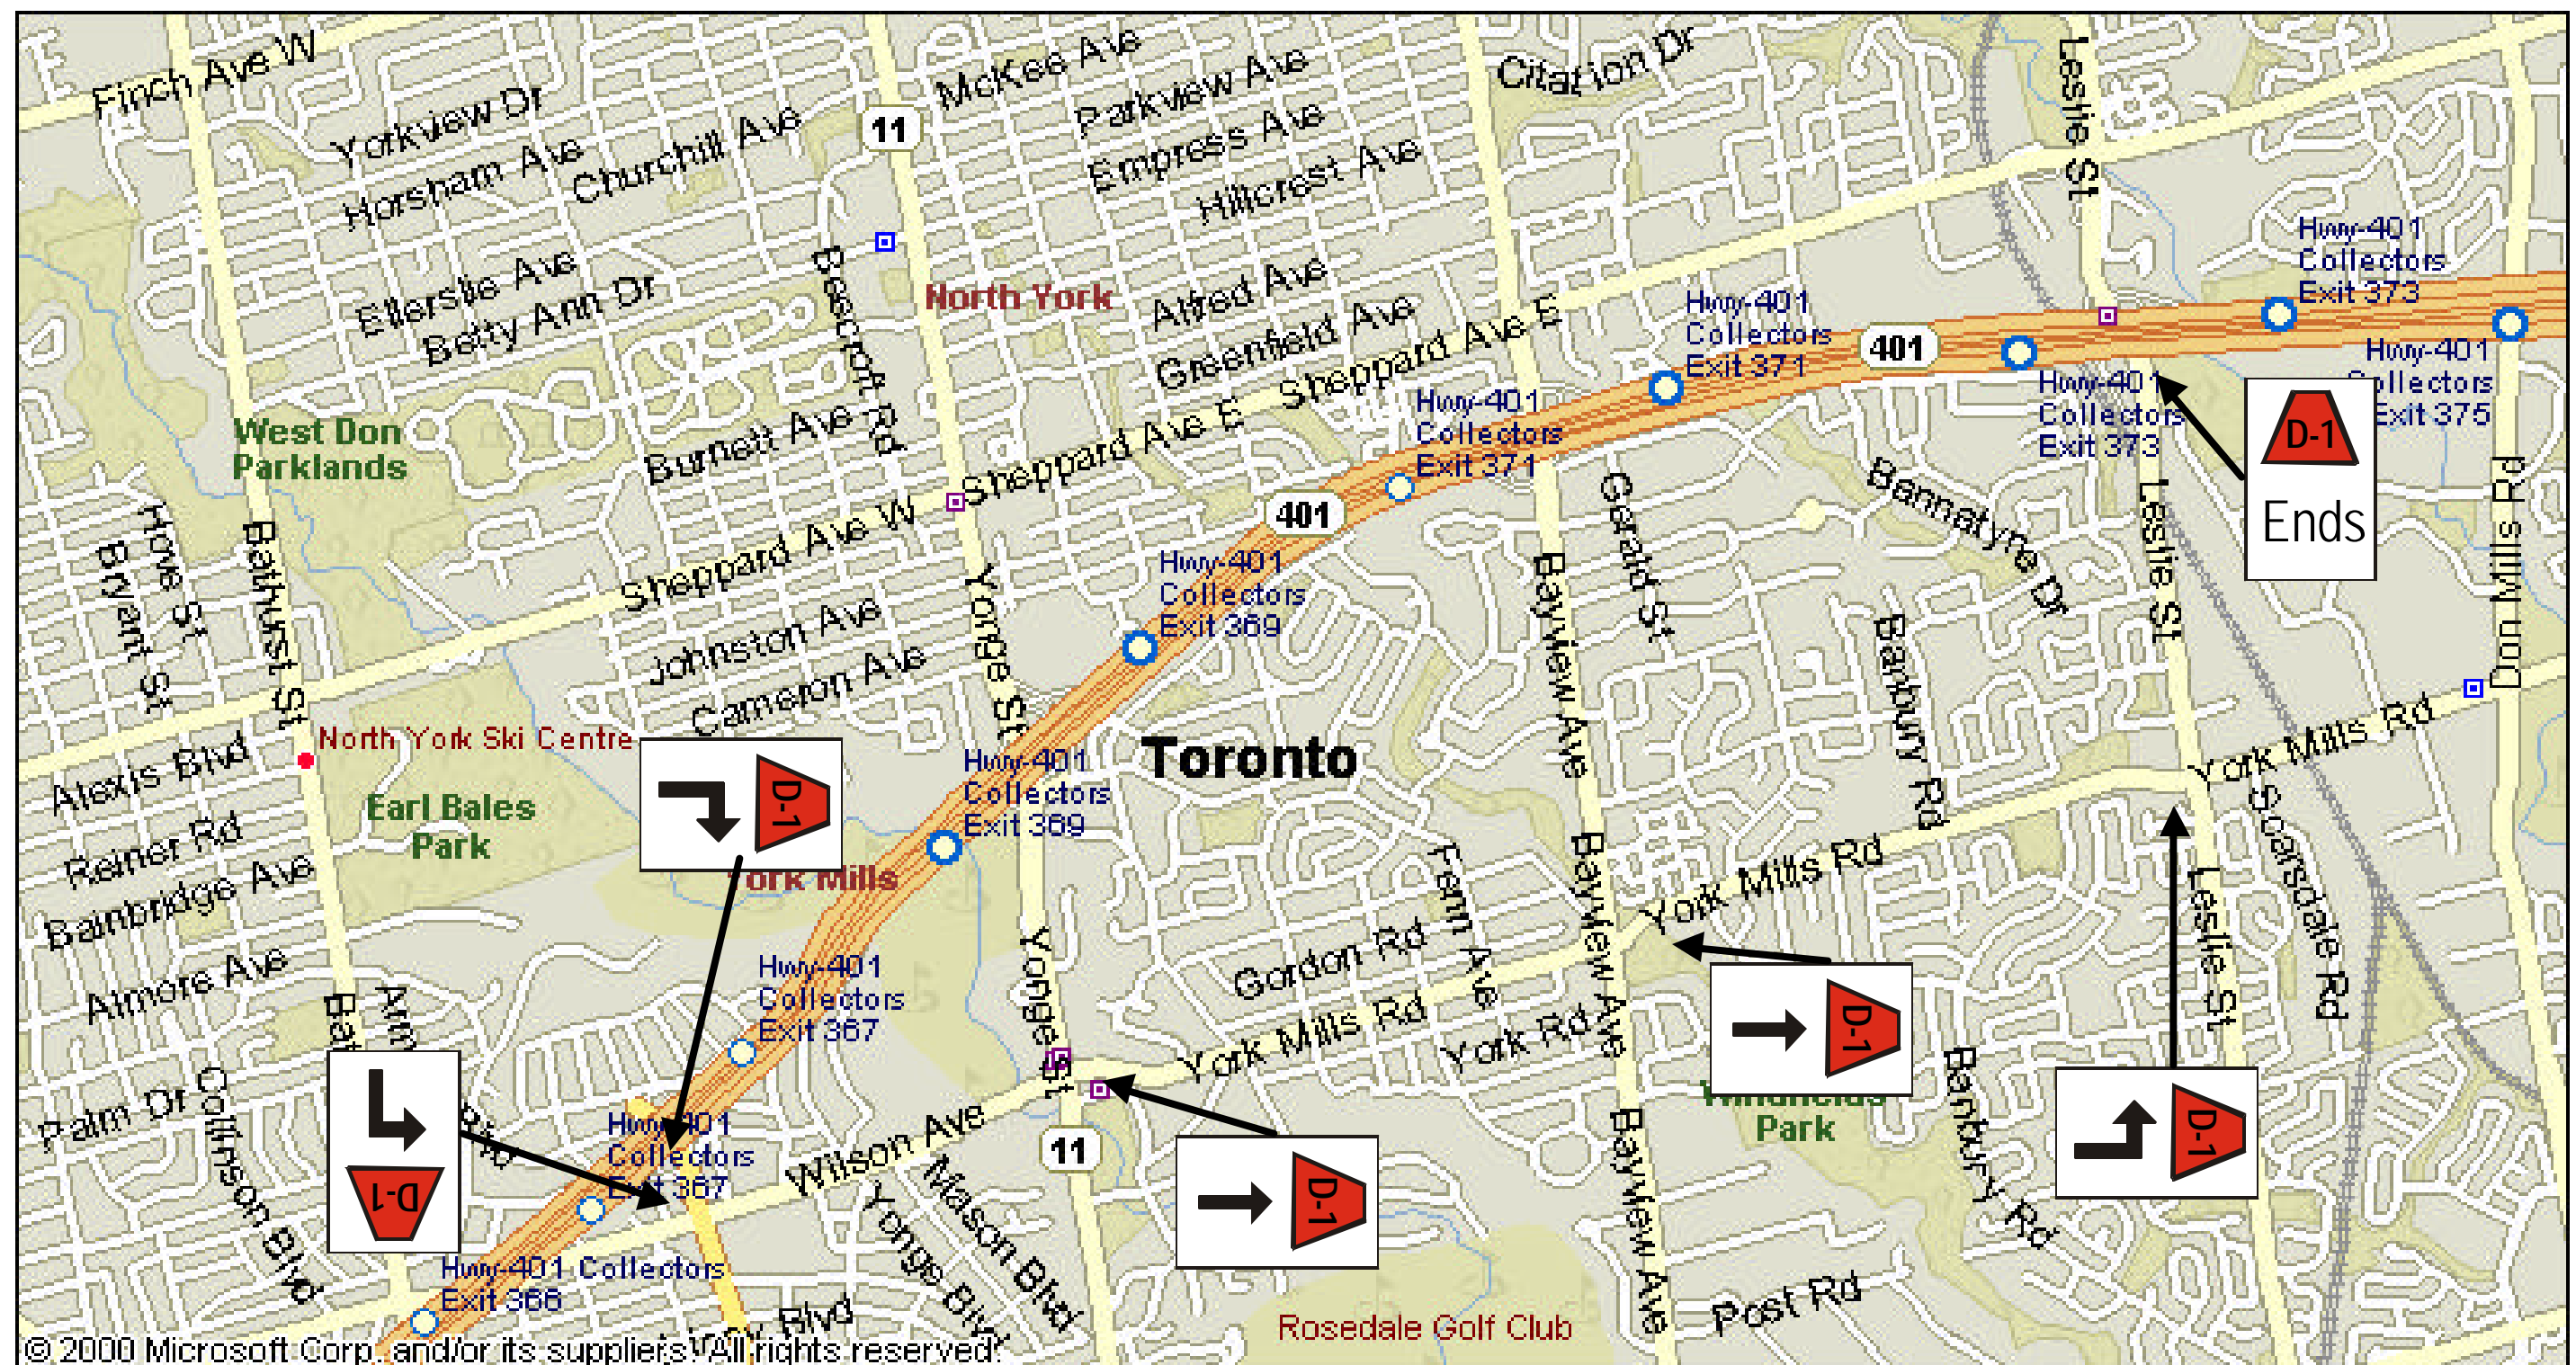 Finch Ave W
Yorkview Dr
Horsham Ave
Churchill Ave
11
McKee Ave
Parkview Ave
Empress Ave
Hillcrest Ave
Citation Dr
Leslie St
Ellerslie Ave
Betty Ann Dr
Beecroft Rd
North York
Alfred Ave
Greenfield Ave
Sheppard Ave E
Hwy-401
Collectors
Exit 371
401
Hwy-401
Collectors
Exit 373
Hwy-401
Collectors
Exit 373
Hwy-401
ollectors
Exit 375
D-1
Ends
West Don
Parklands
Burnett Ave
Sheppard Ave E
Hwy-401
Collectors
Exit 371
401
Sheppard Ave W
Hove St
Bryant St
Bathurst St
Johnston Ave
Cameron Ave
Yonge St
Hwy-401
Collectors
Exit 369
Bayview Ave
Gerald St
Bannatyne Dr
Banbury Rd
Leslie St
Don Mills Rd
North York Ski Centre
Alexis Blvd
Earl Bales
Park
Reiner Rd
Bainbridge Ave
Almore Ave
D-1
York Mills
Hwy-401
Collectors
Exit 369
Toronto
York Mills Rd
Scarsdale Rd
York Mills Rd
Fenn Ave
Gordon Rd
York Mills Rd
York Rd
Bayview Ave
Leslie St
Hwy-401
Collectors
Exit 367
Yonge St
D-1
Park
Banbury Rd
D-1
Palm Dr
Collinson Blvd
Bat
D-1
Hwy-401
Collectors
Exit 367
Wilson Ave
Mason Blvd
Yonge Blvd
11
D-1
Bayview Ave
Post Rd
Hwy-401 Collectors
Exit 366
Blvd
Rosedale Golf Club
© 2000 Microsoft Corp. and/or its suppliers. All rights reserved.